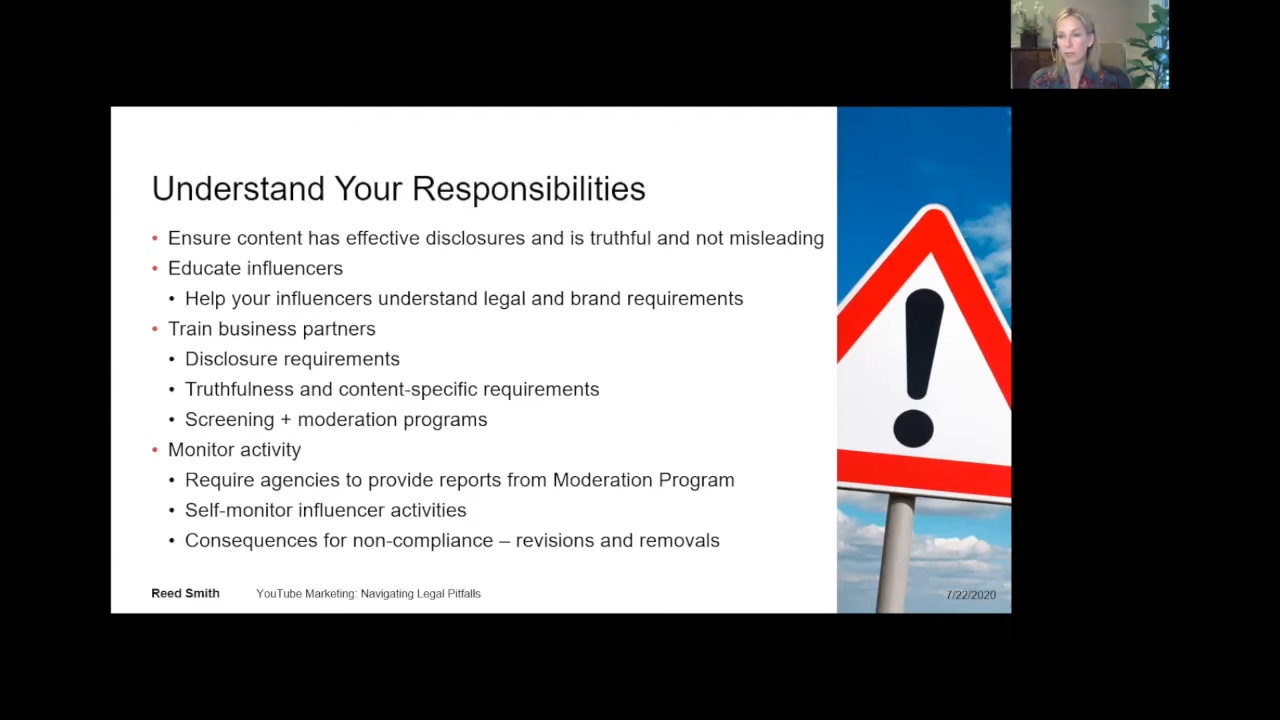 Understand Your Responsibilities
• Ensure content has effective disclosures and is truthful and not misleading
• Educate influencers
• Help your influencers understand legal and brand requirements
• Train business partners
• Disclosure requirements
• Truthfulness and content-specific requirements
• Screening + moderation programs
• Monitor activity
• Require agencies to provide reports from Moderation Program
• Self-monitor influencer activities
• Consequences for non-compliance – revisions and removals
Reed Smith YouTube Marketing: Navigating Legal Pitfalls 7/22/2020